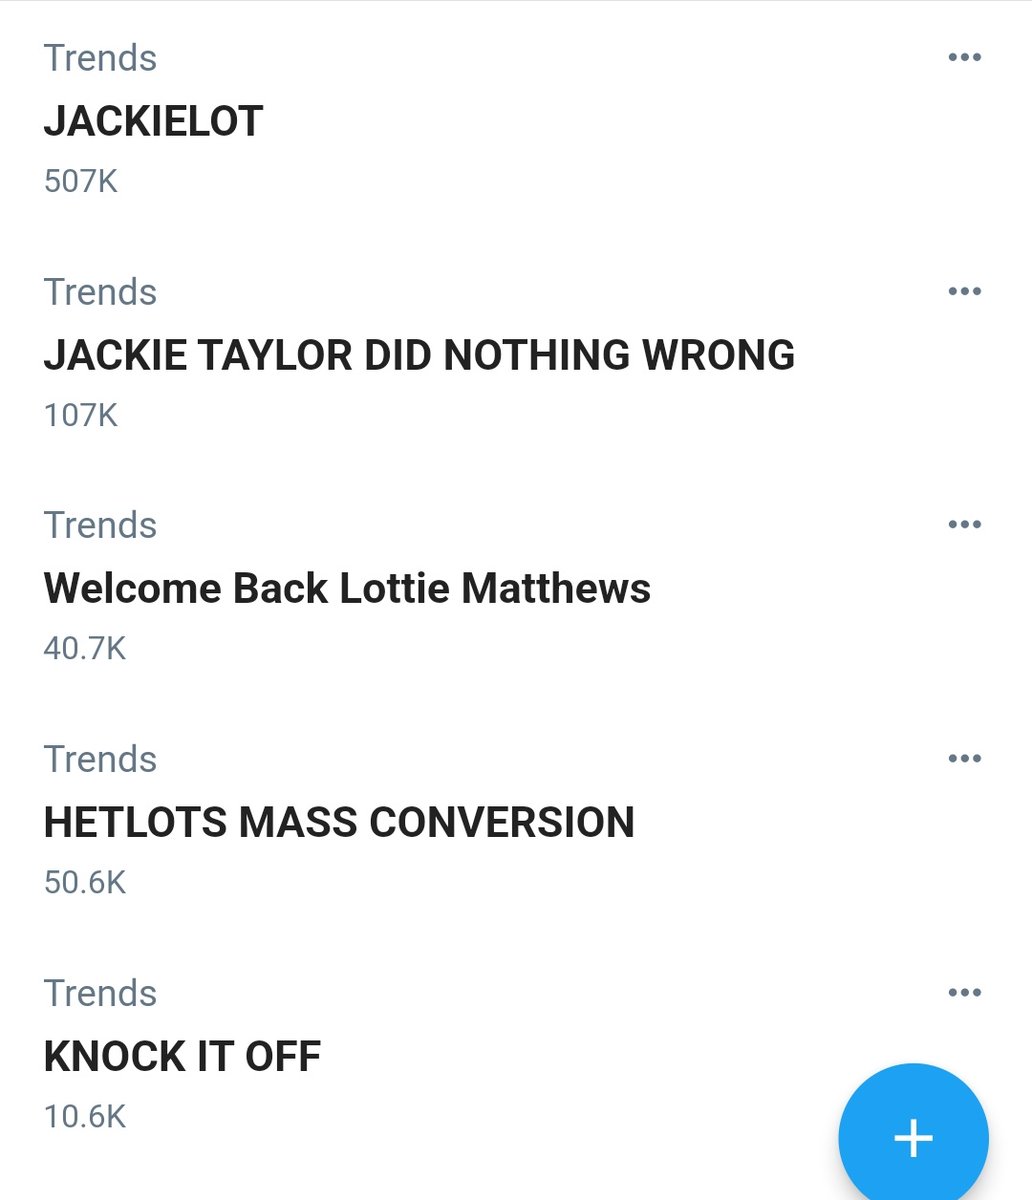 Trends
JACKIELOT
507K
Trends
JACKIE TAYLOR DID NOTHING WRONG
107K
Trends
Welcome Back Lottie Matthews
40.7K
Trends
HETLOTS MASS CONVERSION
50.6K
Trends
KNOCK IT OFF
10.6K